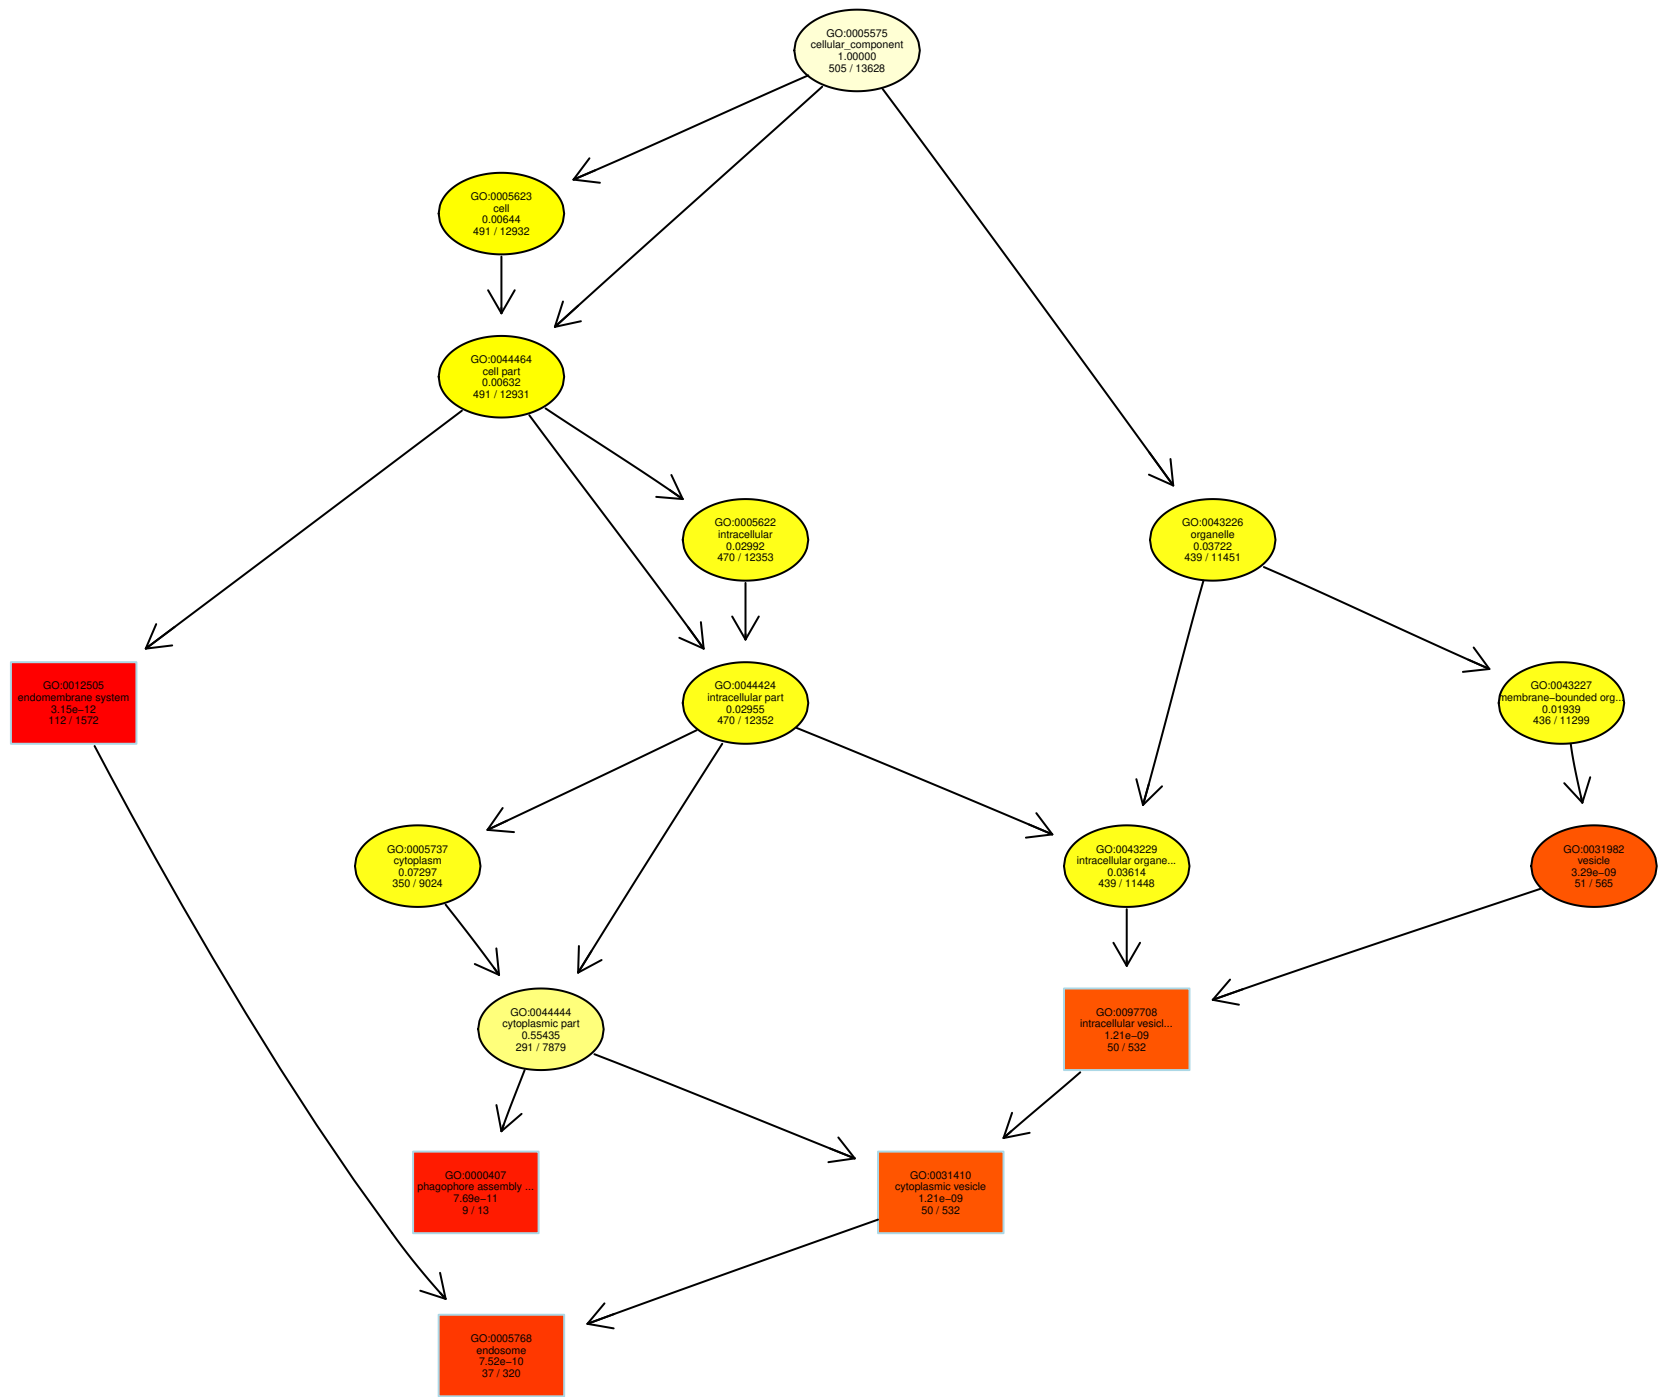 GO:0005575
cellular_component
1.00000
505 / 13628
GO:0005623
cell
0.00644
491 / 12932
GO:0044464
cell part
0.00632
491 / 12931
GO:0005622
intracellular
0.02992
470 / 12353
GO:0043226
organelle
0.03722
439 / 11451
GO:0012505
endomembrane system
3.15e−12
112 / 1572
GO:0044424
intracellular part
0.02955
470 / 12352
GO:0043227
membrane−bounded org...
0.01939
436 / 11299
GO:0005737
cytoplasm
0.07297
350 / 9024
GO:0043229
intracellular organe...
0.03614
439 / 11448
GO:0031982
vesicle
3.29e−09
51 / 565
GO:0044444
cytoplasmic part
0.55435
291 / 7879
GO:0097708
intracellular vesicl...
1.21e−09
50 / 532
GO:0000407
phagophore assembly ...
7.69e−11
9 / 13
GO:0031410
cytoplasmic vesicle
1.21e−09
50 / 532
GO:0005768
endosome
7.52e−10
37 / 320